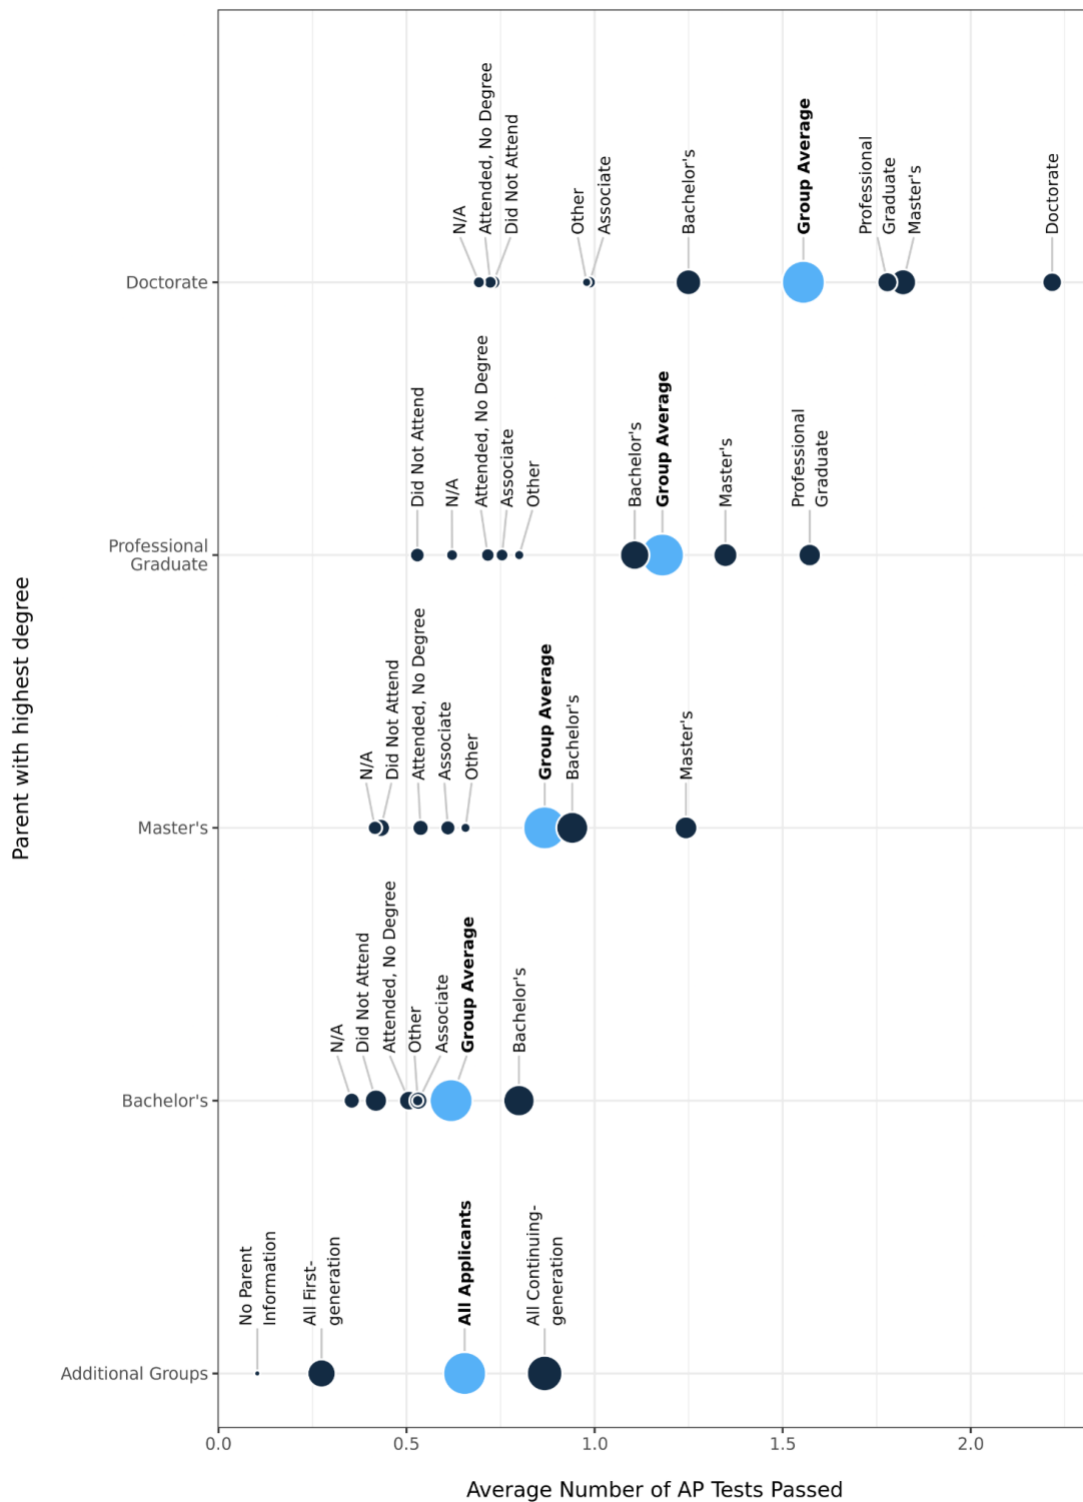 N/A
Attended, No Degree
Did Not Attend
Other
Associate
Bachelor's
Group Average
Professional
Graduate
Master's
Doctorate
Doctorate
Did Not Attend
N/A
Attended, No Degree
Associate
Other
Bachelor's
Group Average
Master's
Professional
Graduate
Professional
Graduate
N/A
Did Not Attend
Attended, No Degree
Associate
Other
Group Average
Bachelor's
Master's
Master's
N/A
Did Not Attend
Attended, No Degree
Other
Associate
Group Average
Bachelor's
Bachelor's
No Parent
Information
All First-
generation
All Applicants
All Continuing-
generation
Additional Groups
Parent with highest degree
0.0
0.5
1.0
1.5
2.0
Average Number of AP Tests Passed